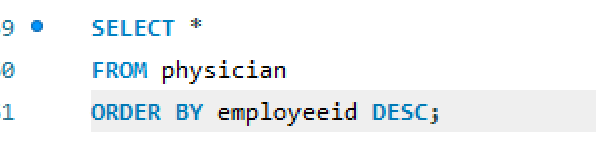 9 SELECT *
0 FROM physician
1 ORDER BY employeeid DESC;